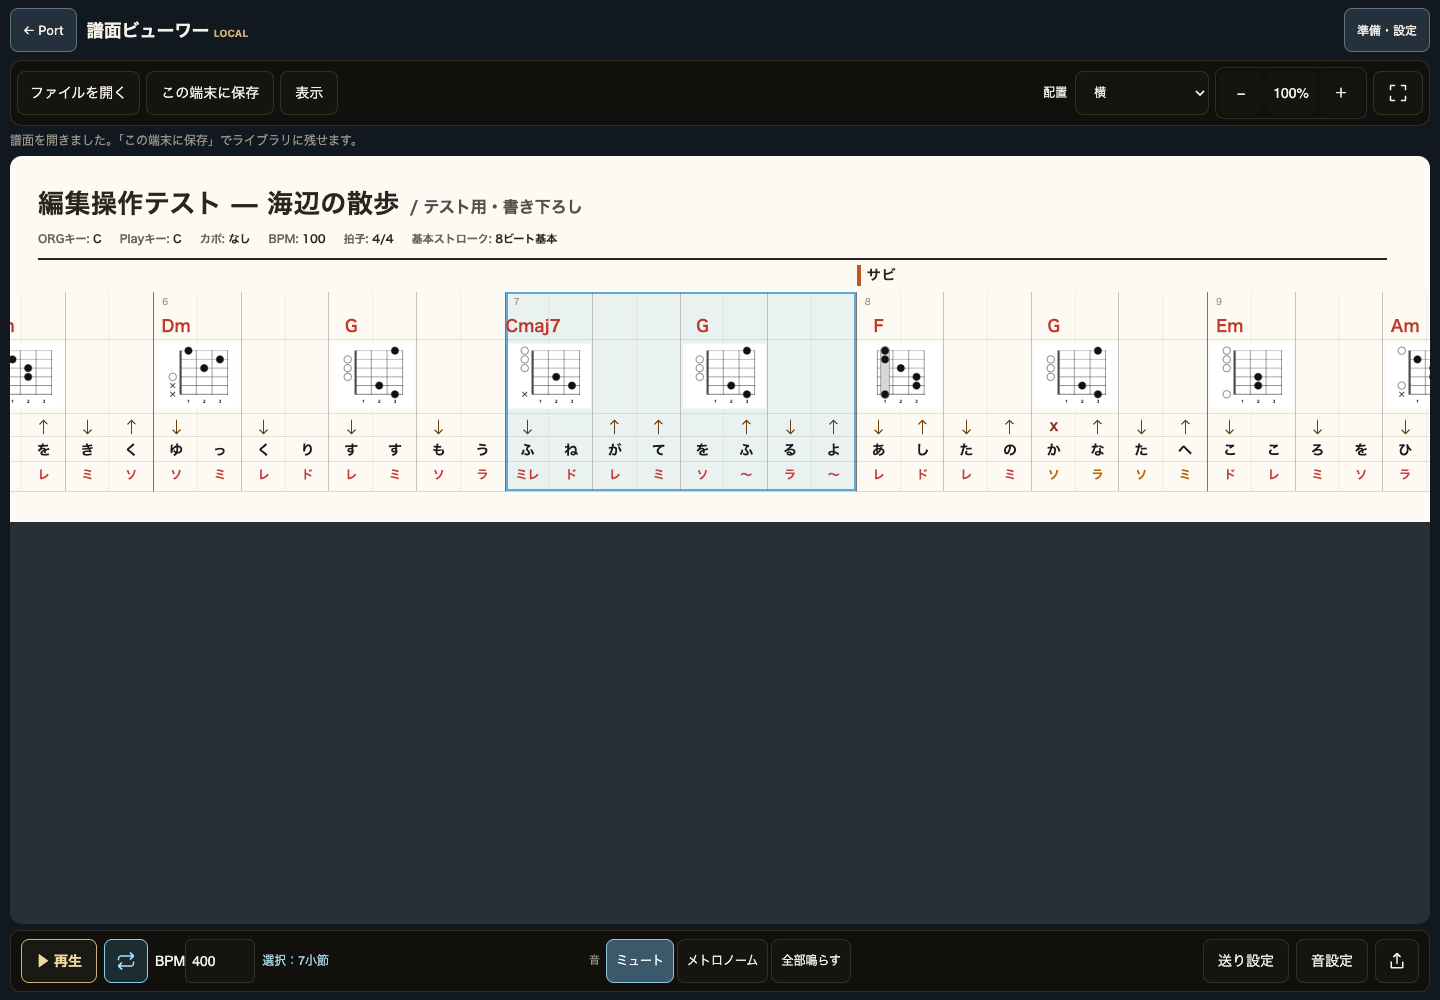 ← Port 譜面ビューワー LOCAL 準備・設定
ファイルを開く この端末に保存 表示 配置 横 − 100% +
譜面を開きました。「この端末に保存」でライブラリに残せます。
編集操作テスト — 海辺の散歩 / テスト用・書き下ろし
ORGキー: C Playキー: C カポ: なし BPM: 100 拍子: 4/4 基本ストローク: 8ビート基本
サビ
6 7 8 9
Dm G Cmaj7 G F G Em Am
↑ ↓ ↑ ↓ ↓ ↓ ↓ ↓ ↑ ↑ ↑ ↓ ↑ ↓ ↑ ↓ ↑ x ↑ ↓ ↑ ↓ ↓ ↓
を き く ゆ っ く り す す も う ふ ね が て を ふ る よ あ し た の か な た へ こ こ ろ を ひ
レ ミ ソ ソ ミ レ ド レ ミ ソ ラ ミレ ド レ ミ ソ 〜 ラ 〜 レ ド レ ミ ソ ラ ソ ミ ド レ ミ ソ ラ
▶ 再生 BPM 400 選択：7小節 音 ミュート メトロノーム 全部鳴らす 送り設定 音設定